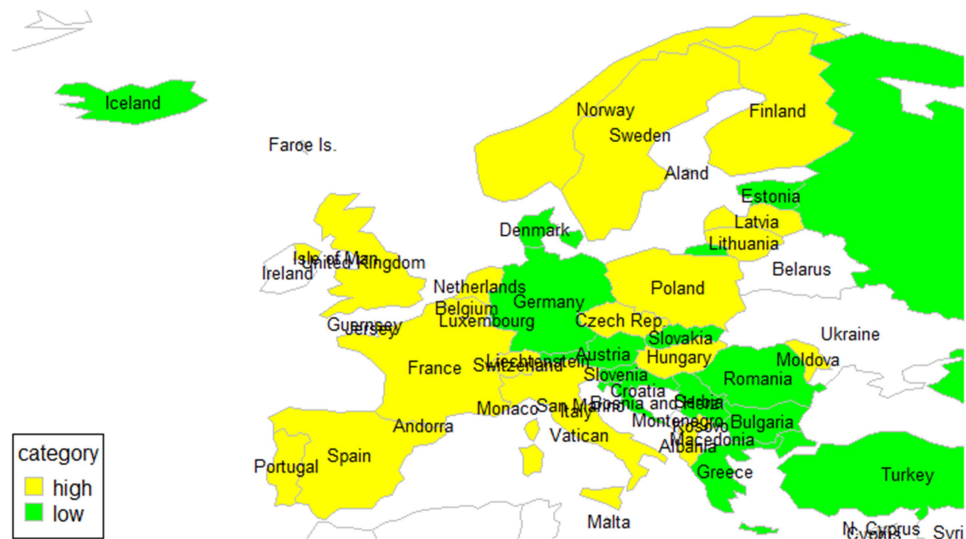 Iceland
Faroe Is.
Norway
Sweden
Finland
Aland
Estonia
Latvia
Lithuania
Denmark
Isle of Man
United Kingdom
Ireland
Belarus
Netherlands
Belgium
Luxembourg
Germany
Poland
Guernsey
Jersey
Czech Rep.
Slovakia
Ukraine
France
Switzerland
Liechtenstein
Austria
Hungary
Moldova
Slovenia
Croatia
Romania
Monaco
San Marino
Italy
Bosnia and Herz.
Serbia
Montenegro
Kosovo
Bulgaria
Andorra
Vatican
Albania
Macedonia
Portugal
Spain
Greece
Turkey
Malta
N. Cyprus
Cyprus
Syri
category
high
low